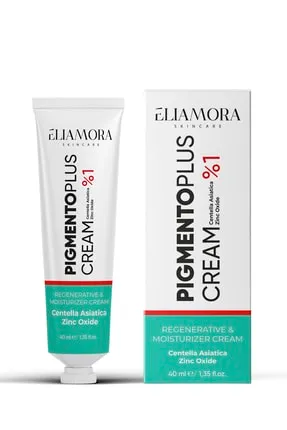 ELIAMORA
SKINCARE
PIGMENTOPLUS
CREAM %1
Centella Asiatica
Zinc Oxide
REGENERATIVE &
MOISTURIZER CREAM
Centella Asiatica
Zinc Oxide
40 ml ℮ / 1,35 fl. oz.
ELIAMORA
SKINCARE
PIGMENTOPLUS
CREAM %1
Centella Asiatica
Zinc Oxide
REGENERATIVE &
MOISTURIZER CREAM
Centella Asiatica
Zinc Oxide
40 ml ℮ / 1,35 fl. oz.